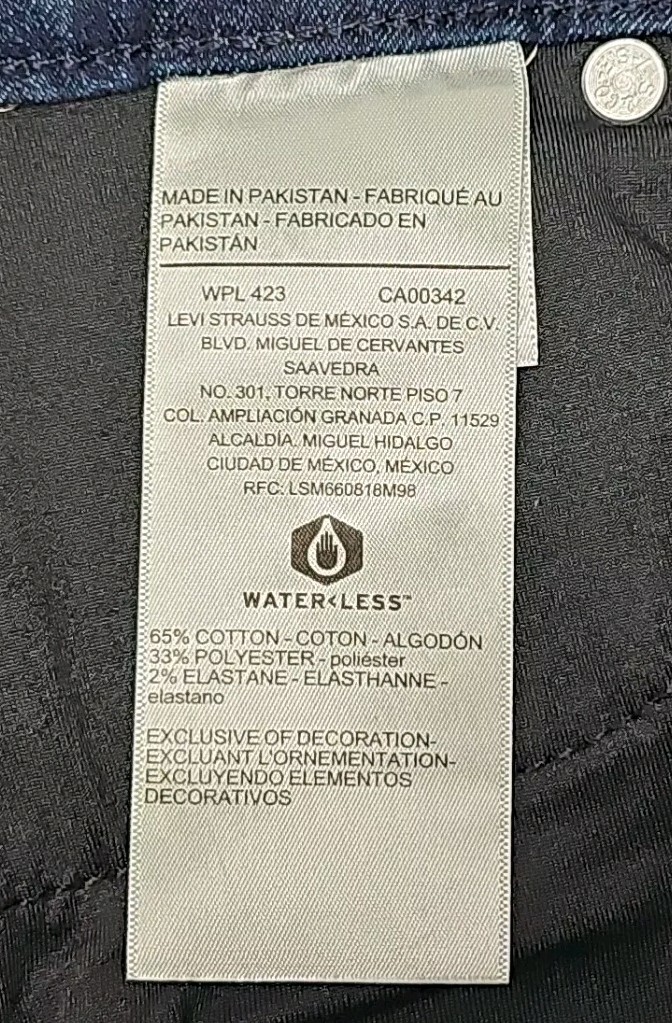 MADE IN PAKISTAN - FABRIQUÉ AU
PAKISTAN - FABRICADO EN
PAKISTÁN
WPL 423 CA00342
LEVI STRAUSS DE MÉXICO S.A. DE C.V.
BLVD. MIGUEL DE CERVANTES
SAAVEDRA
NO. 301, TORRE NORTE PISO 7
COL. AMPLIACIÓN GRANADA C.P. 11529
ALCALDÍA. MIGUEL HIDALGO
CIUDAD DE MÉXICO, MÉXICO
RFC: LSM660818M98
WATER<LESS™
65% COTTON - COTON - ALGODÓN
33% POLYESTER - poliéster
2% ELASTANE - ELASTHANNE -
elastano
EXCLUSIVE OF DECORATION-
EXCLUANT L'ORNEMENTATION-
EXCLUYENDO ELEMENTOS
DECORATIVOS